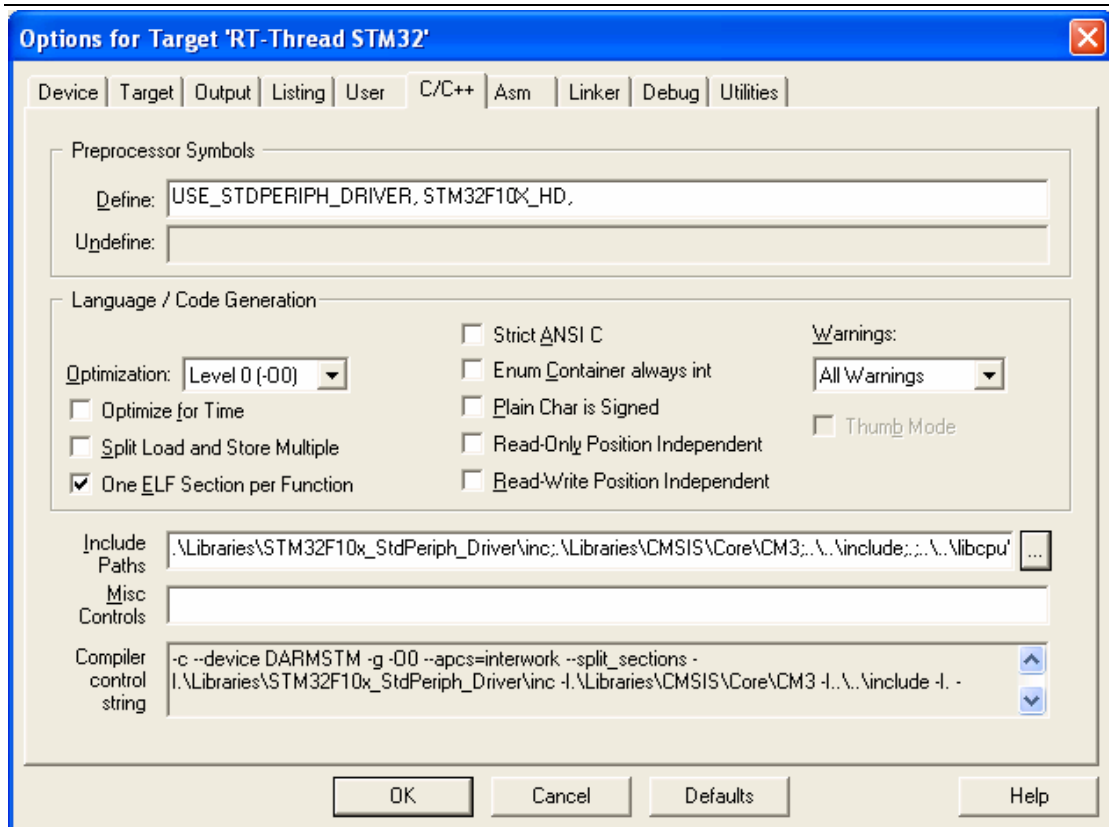 Options for Target 'RT-Thread STM32'
Device Target Output Listing User C/C++ Asm Linker Debug Utilities
Preprocessor Symbols
Define: USE_STDPERIPH_DRIVER, STM32F10X_HD,
Undefine:
Language / Code Generation
Optimization: Level 0 (-O0)
Optimize for Time
Split Load and Store Multiple
One ELF Section per Function
Strict ANSI C
Enum Container always int
Plain Char is Signed
Read-Only Position Independent
Read-Write Position Independent
Warnings:
All Warnings
Thumb Mode
Include Paths .\Libraries\STM32F10x_StdPeriph_Driver\inc;.\Libraries\CMSIS\Core\CM3;..\..\include;.;..\..\libcpu\ ...
Misc Controls
Compiler control string
-c --device DARMSTM -g -O0 --apcs=interwork --split_sections -
I.\Libraries\STM32F10x_StdPeriph_Driver\inc -I.\Libraries\CMSIS\Core\CM3 -I..\..\include -I. -
OK Cancel Defaults Help